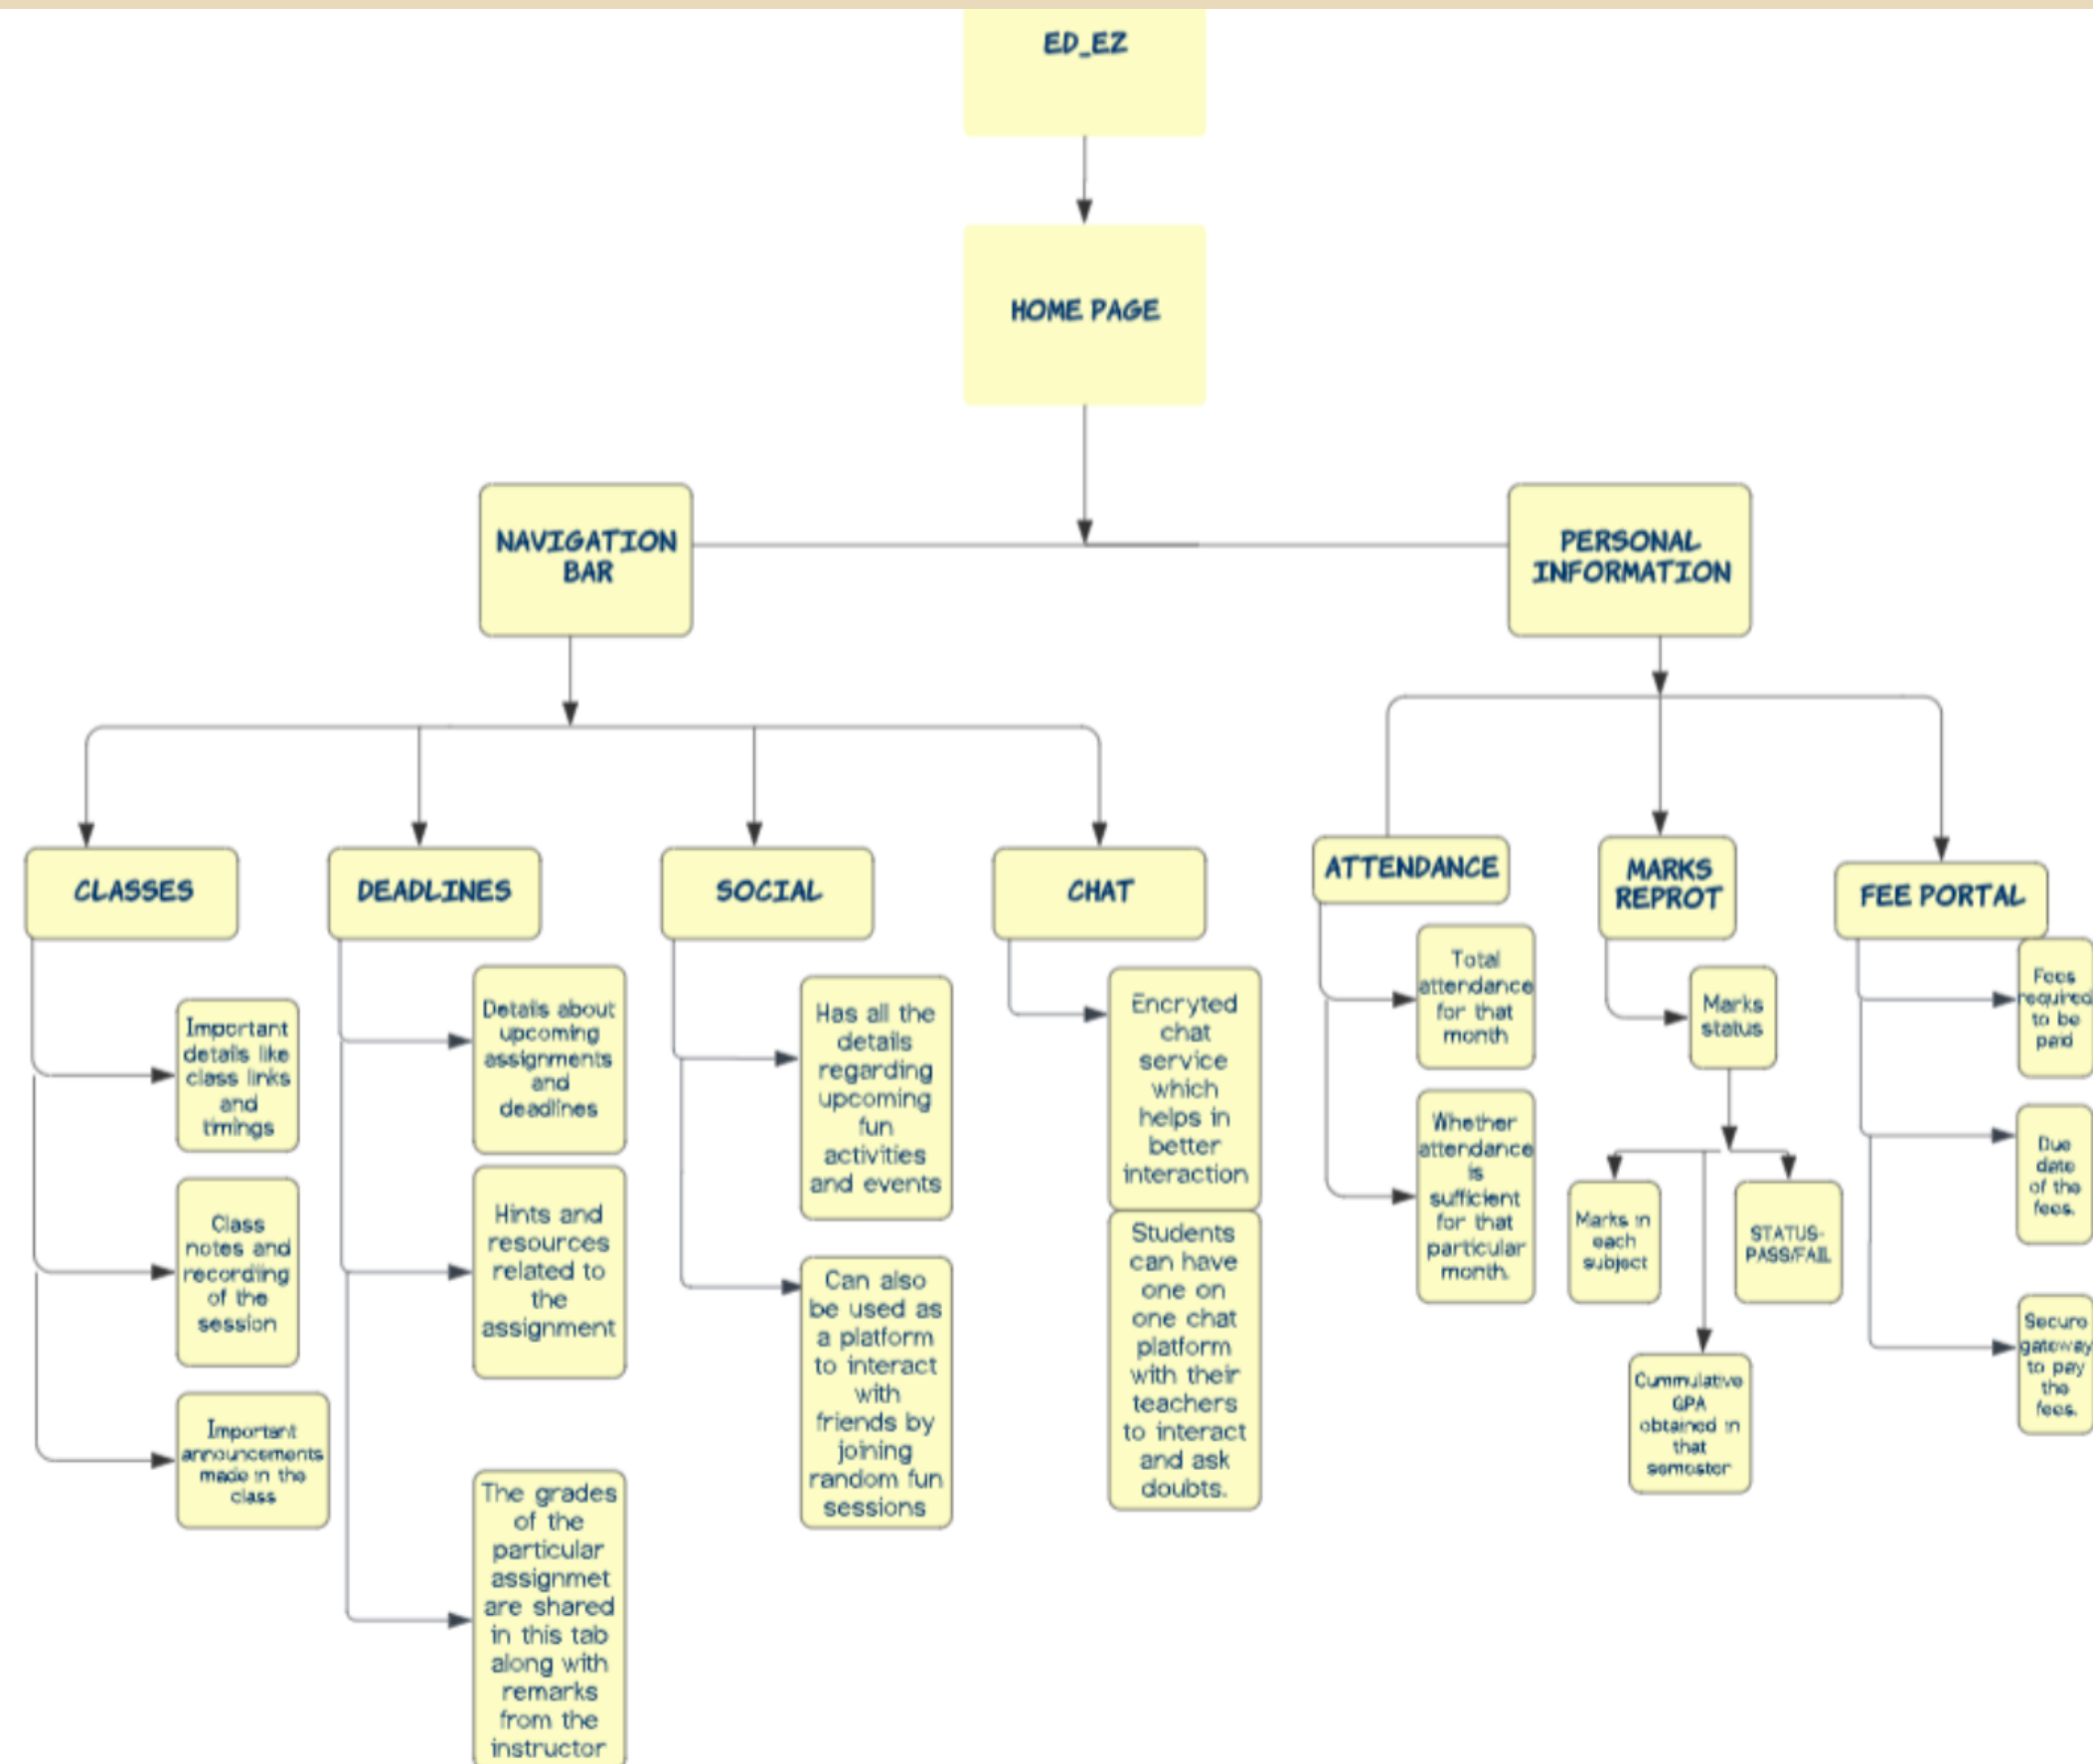 ED_EZ
HOME PAGE
NAVIGATION
BAR
PERSONAL
INFORMATION
CLASSES
DEADLINES
SOCIAL
CHAT
ATTENDANCE
MARKS
REPROT
FEE PORTAL
Important
details like
class links
and
timings
Class
notes and
recording
of the
session
Important
announcements
made in the
class
Details about
upcoming
assignments
and
deadlines
Hints and
resources
related to
the
assignment
The grades
of the
particular
assignmet
are shared
in this tab
along with
remarks
from the
instructor
Has all the
details
regarding
upcoming
fun
activities
and events
Can also
be used as
a platform
to interact
with
friends by
joining
random fun
sessions
Encryted
chat
service
which
helps in
better
interaction
Students
can have
one on
one chat
platform
with their
teachers
to interact
and ask
doubts.
Total
attendance
for that
month
Whether
attendance
is
sufficient
for that
particular
month.
Marks
status
Marks in
each
subject
STATUS-
PASS/FAIL
Cummulative
GPA
obtained in
that
semester
Fees
required
to be
paid
Due
date
of the
fees.
Secure
gateway
to pay
the
fees.